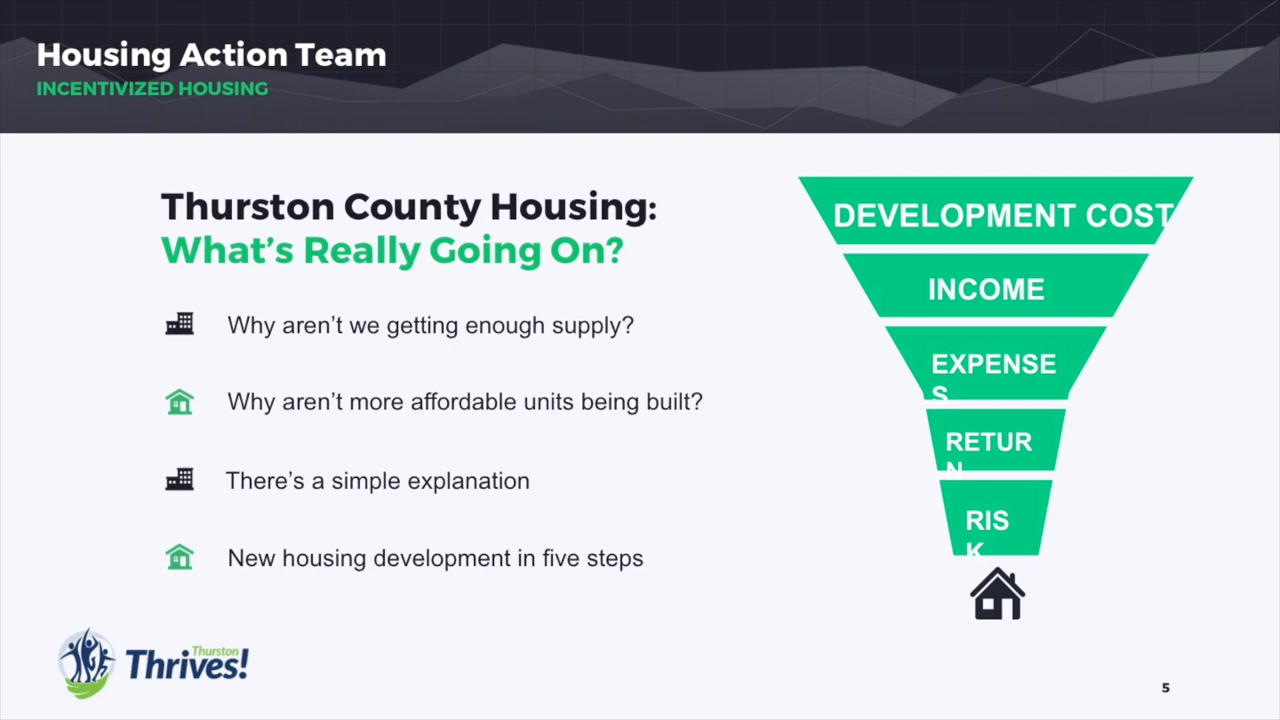 Housing Action Team
INCENTIVIZED HOUSING
Thurston County Housing:
What’s Really Going On?
Why aren’t we getting enough supply?
Why aren’t more affordable units being built?
There’s a simple explanation
New housing development in five steps
DEVELOPMENT COST
INCOME
EXPENSE
S
RETUR
N
RIS
K
Thurston
Thrives!
5